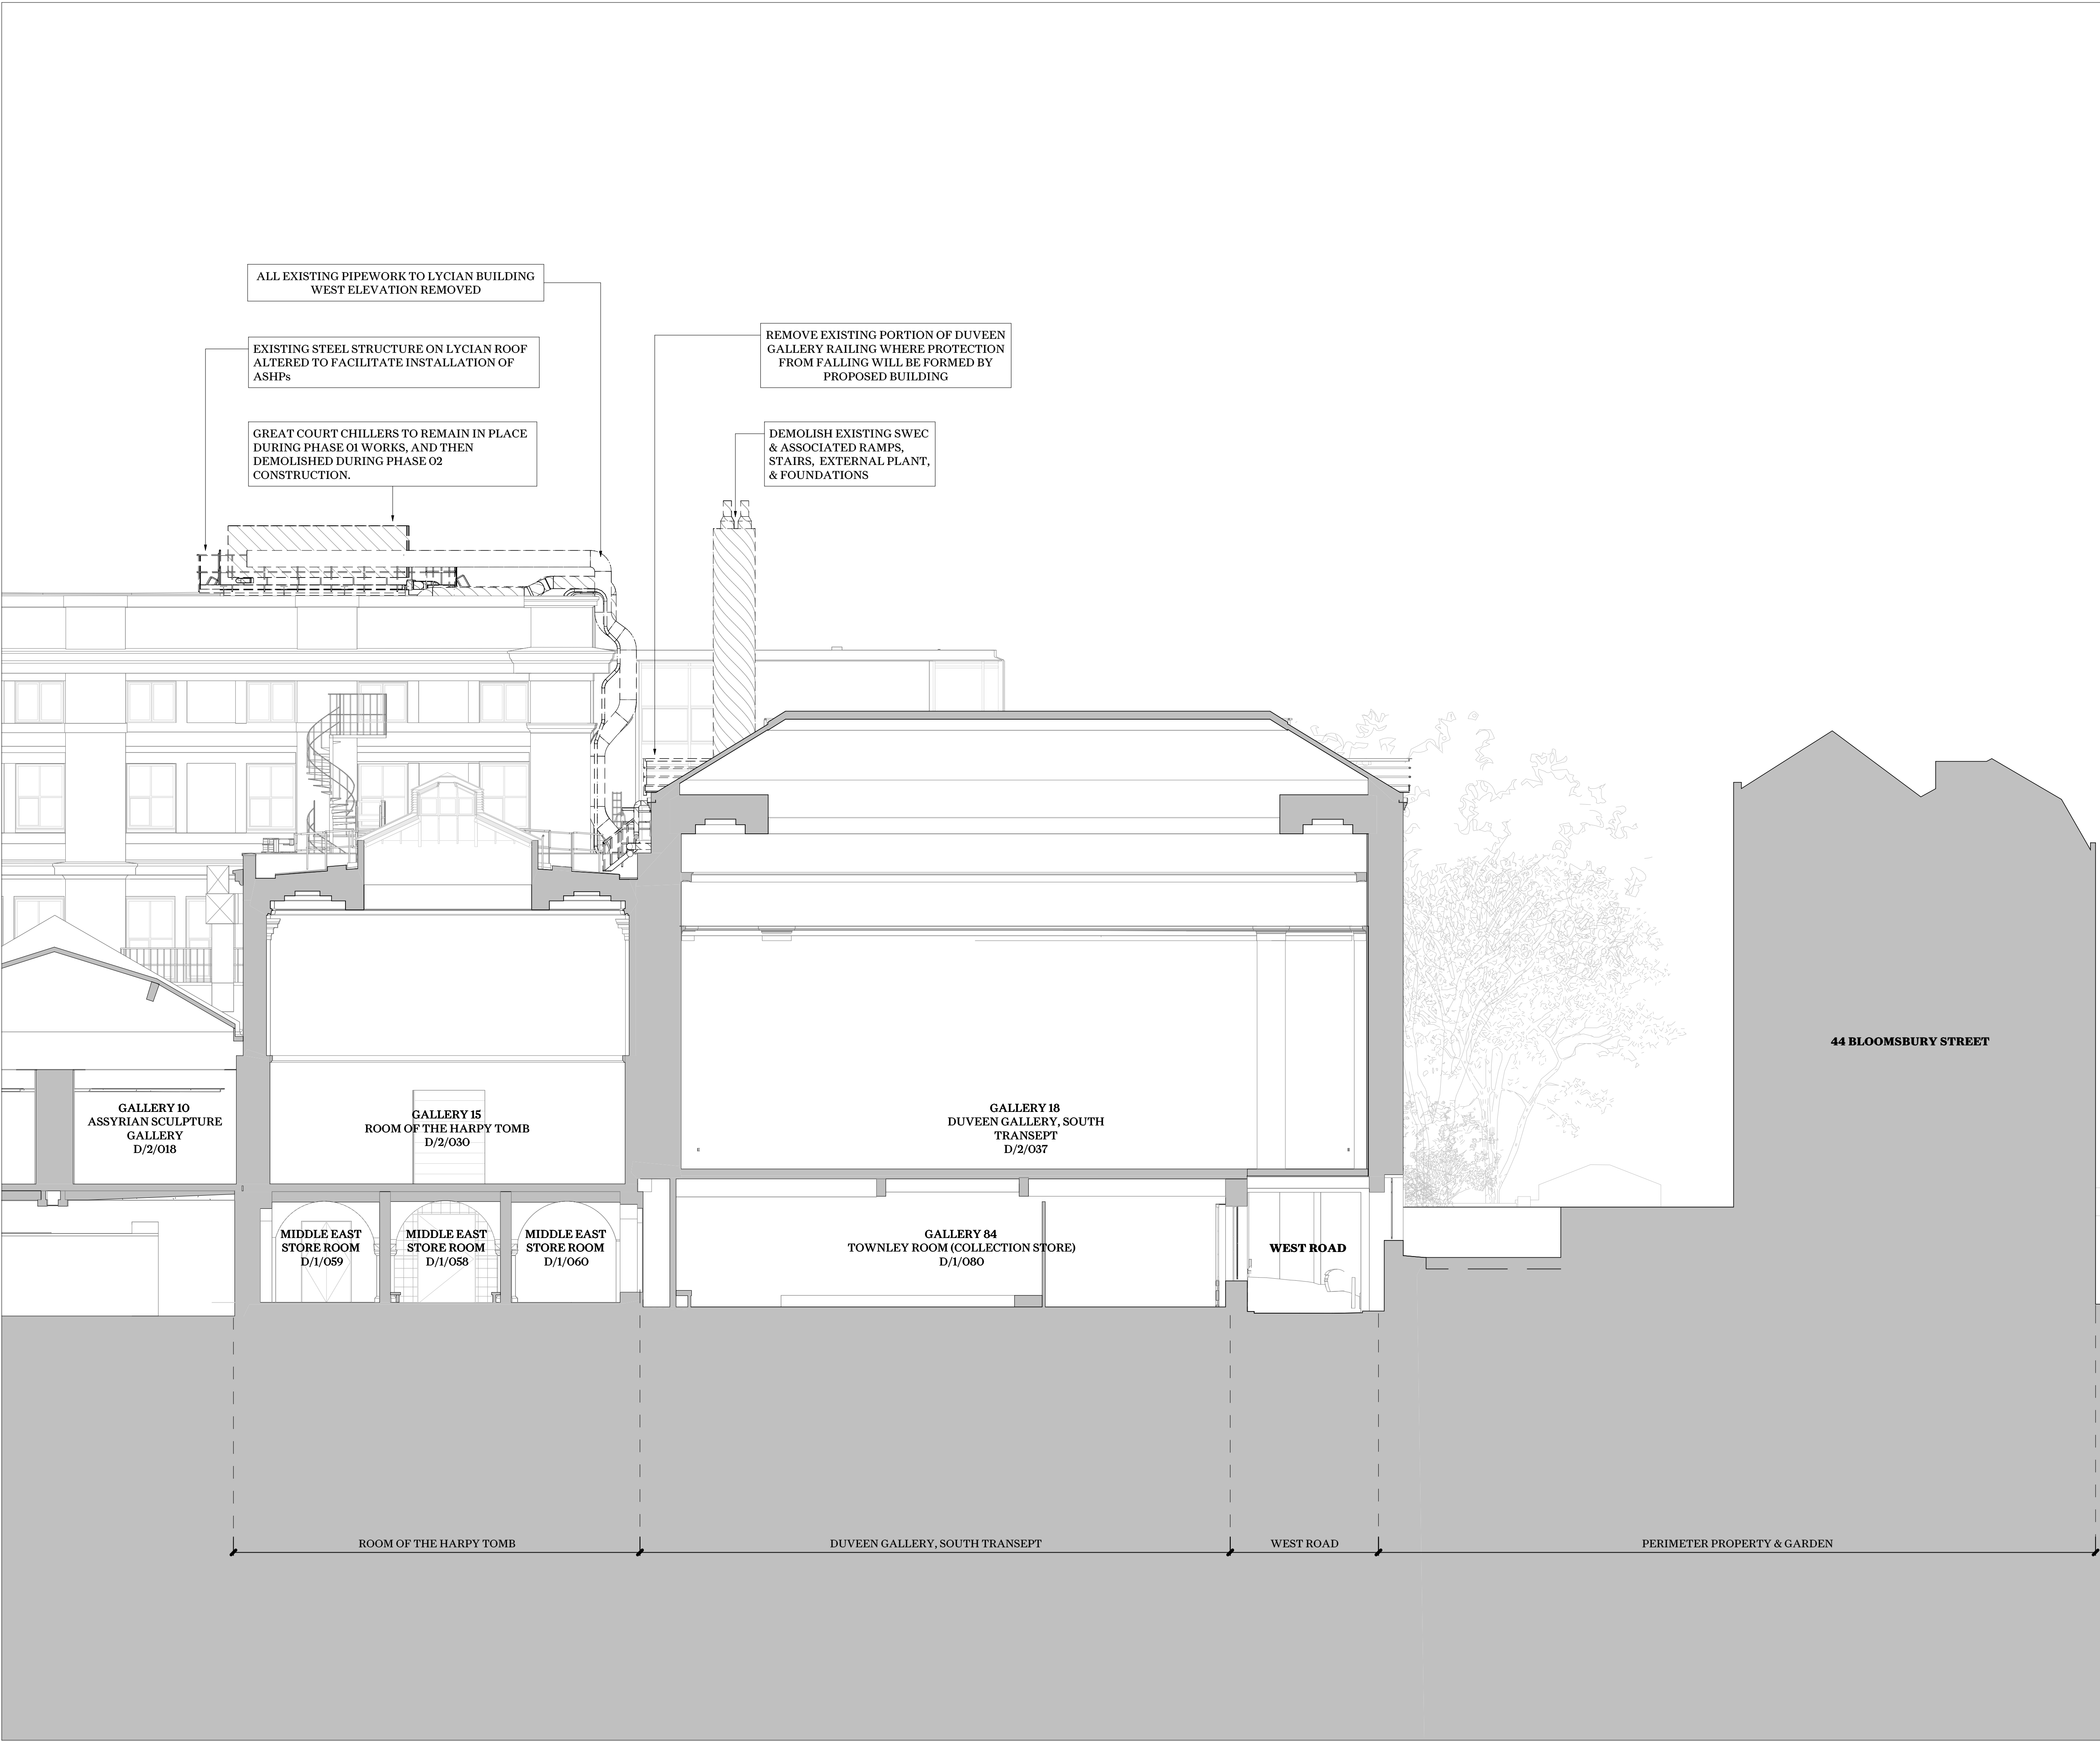 ALL EXISTING PIPEWORK TO LYCIAN BUILDING
WEST ELEVATION REMOVED
EXISTING STEEL STRUCTURE ON LYCIAN ROOF
ALTERED TO FACILITATE INSTALLATION OF
ASHPs
GREAT COURT CHILLERS TO REMAIN IN PLACE
DURING PHASE 01 WORKS, AND THEN
DEMOLISHED DURING PHASE 02
CONSTRUCTION.
REMOVE EXISTING PORTION OF DUVEEN
GALLERY RAILING WHERE PROTECTION
FROM FALLING WILL BE FORMED BY
PROPOSED BUILDING
DEMOLISH EXISTING SWEC
& ASSOCIATED RAMPS,
STAIRS, EXTERNAL PLANT,
& FOUNDATIONS
44 BLOOMSBURY STREET
GALLERY 10
ASSYRIAN SCULPTURE
GALLERY
D/2/018
GALLERY 15
ROOM OF THE HARPY TOMB
D/2/030
GALLERY 18
DUVEEN GALLERY, SOUTH
TRANSEPT
D/2/037
MIDDLE EAST
STORE ROOM
D/1/059
MIDDLE EAST
STORE ROOM
D/1/058
MIDDLE EAST
STORE ROOM
D/1/060
GALLERY 84
TOWNLEY ROOM (COLLECTION STORE)
D/1/080
WEST ROAD
ROOM OF THE HARPY TOMB
DUVEEN GALLERY, SOUTH TRANSEPT
WEST ROAD
PERIMETER PROPERTY & GARDEN